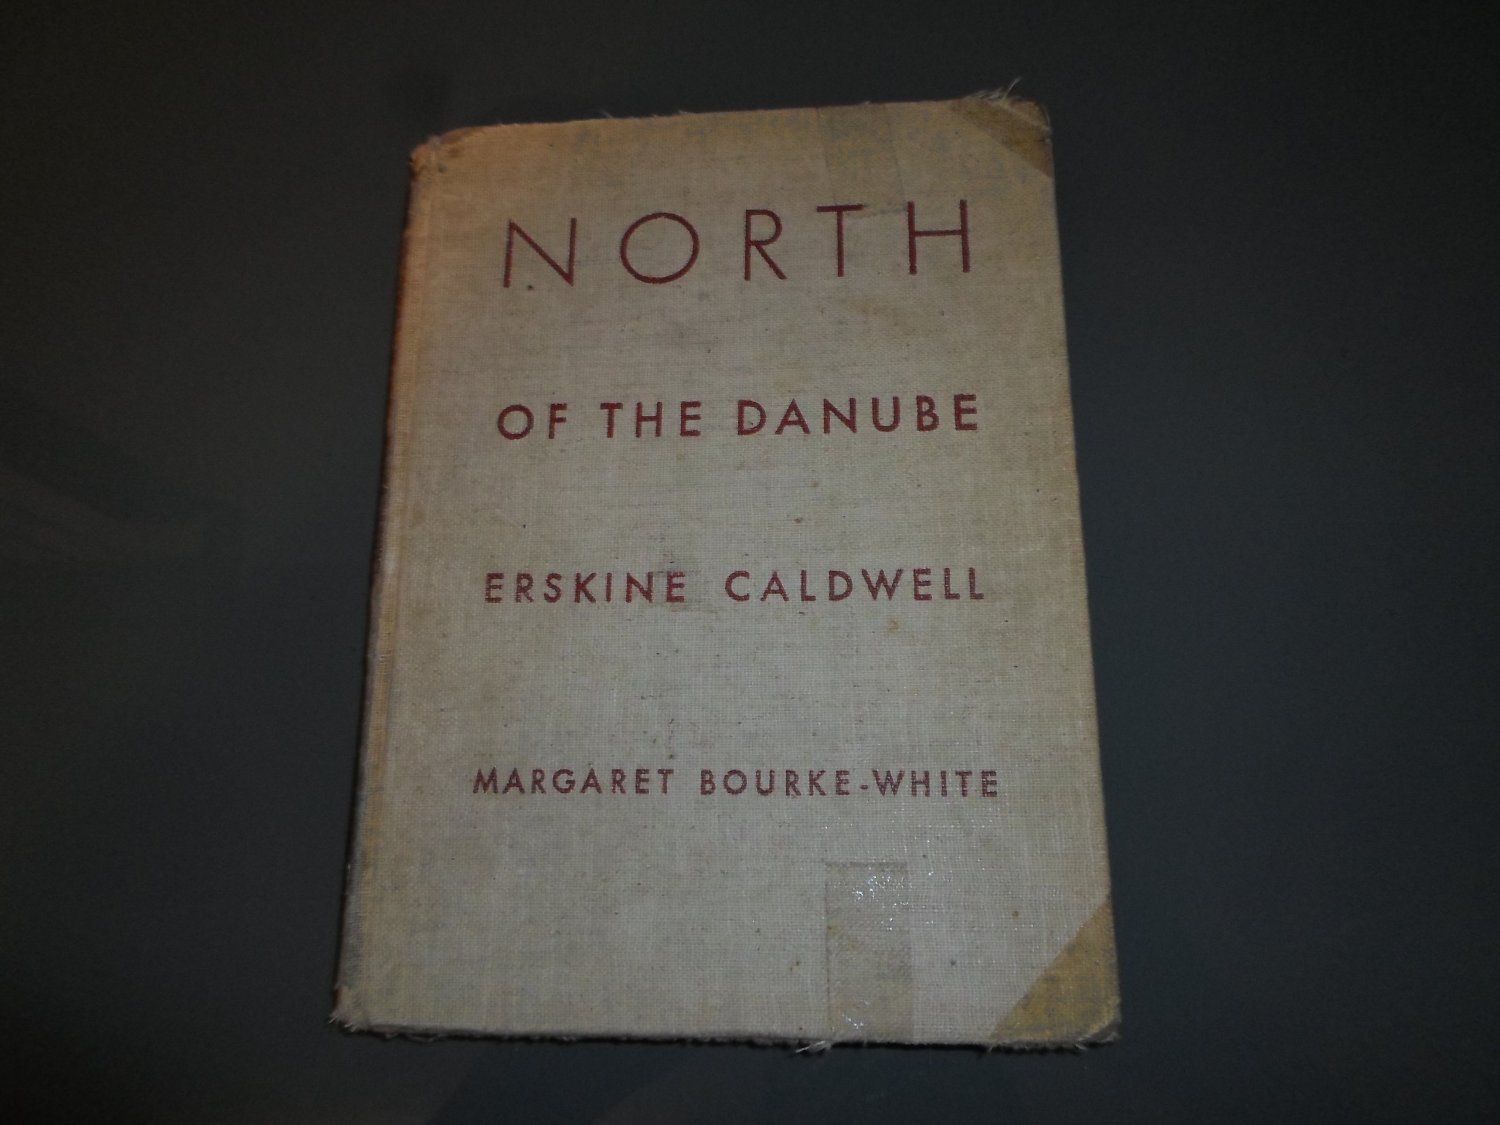 NORTH
OF THE DANUBE
ERSKINE CALDWELL
MARGARET BOURKE-WHITE